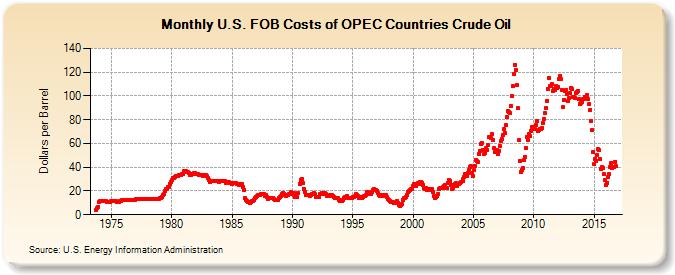 Monthly U.S. FOB Costs of OPEC Countries Crude Oil
Dollars per Barrel
140
120
100
80
60
40
20
0
1975 1980 1985 1990 1995 2000 2005 2010 2015
Source: U.S. Energy Information Administration